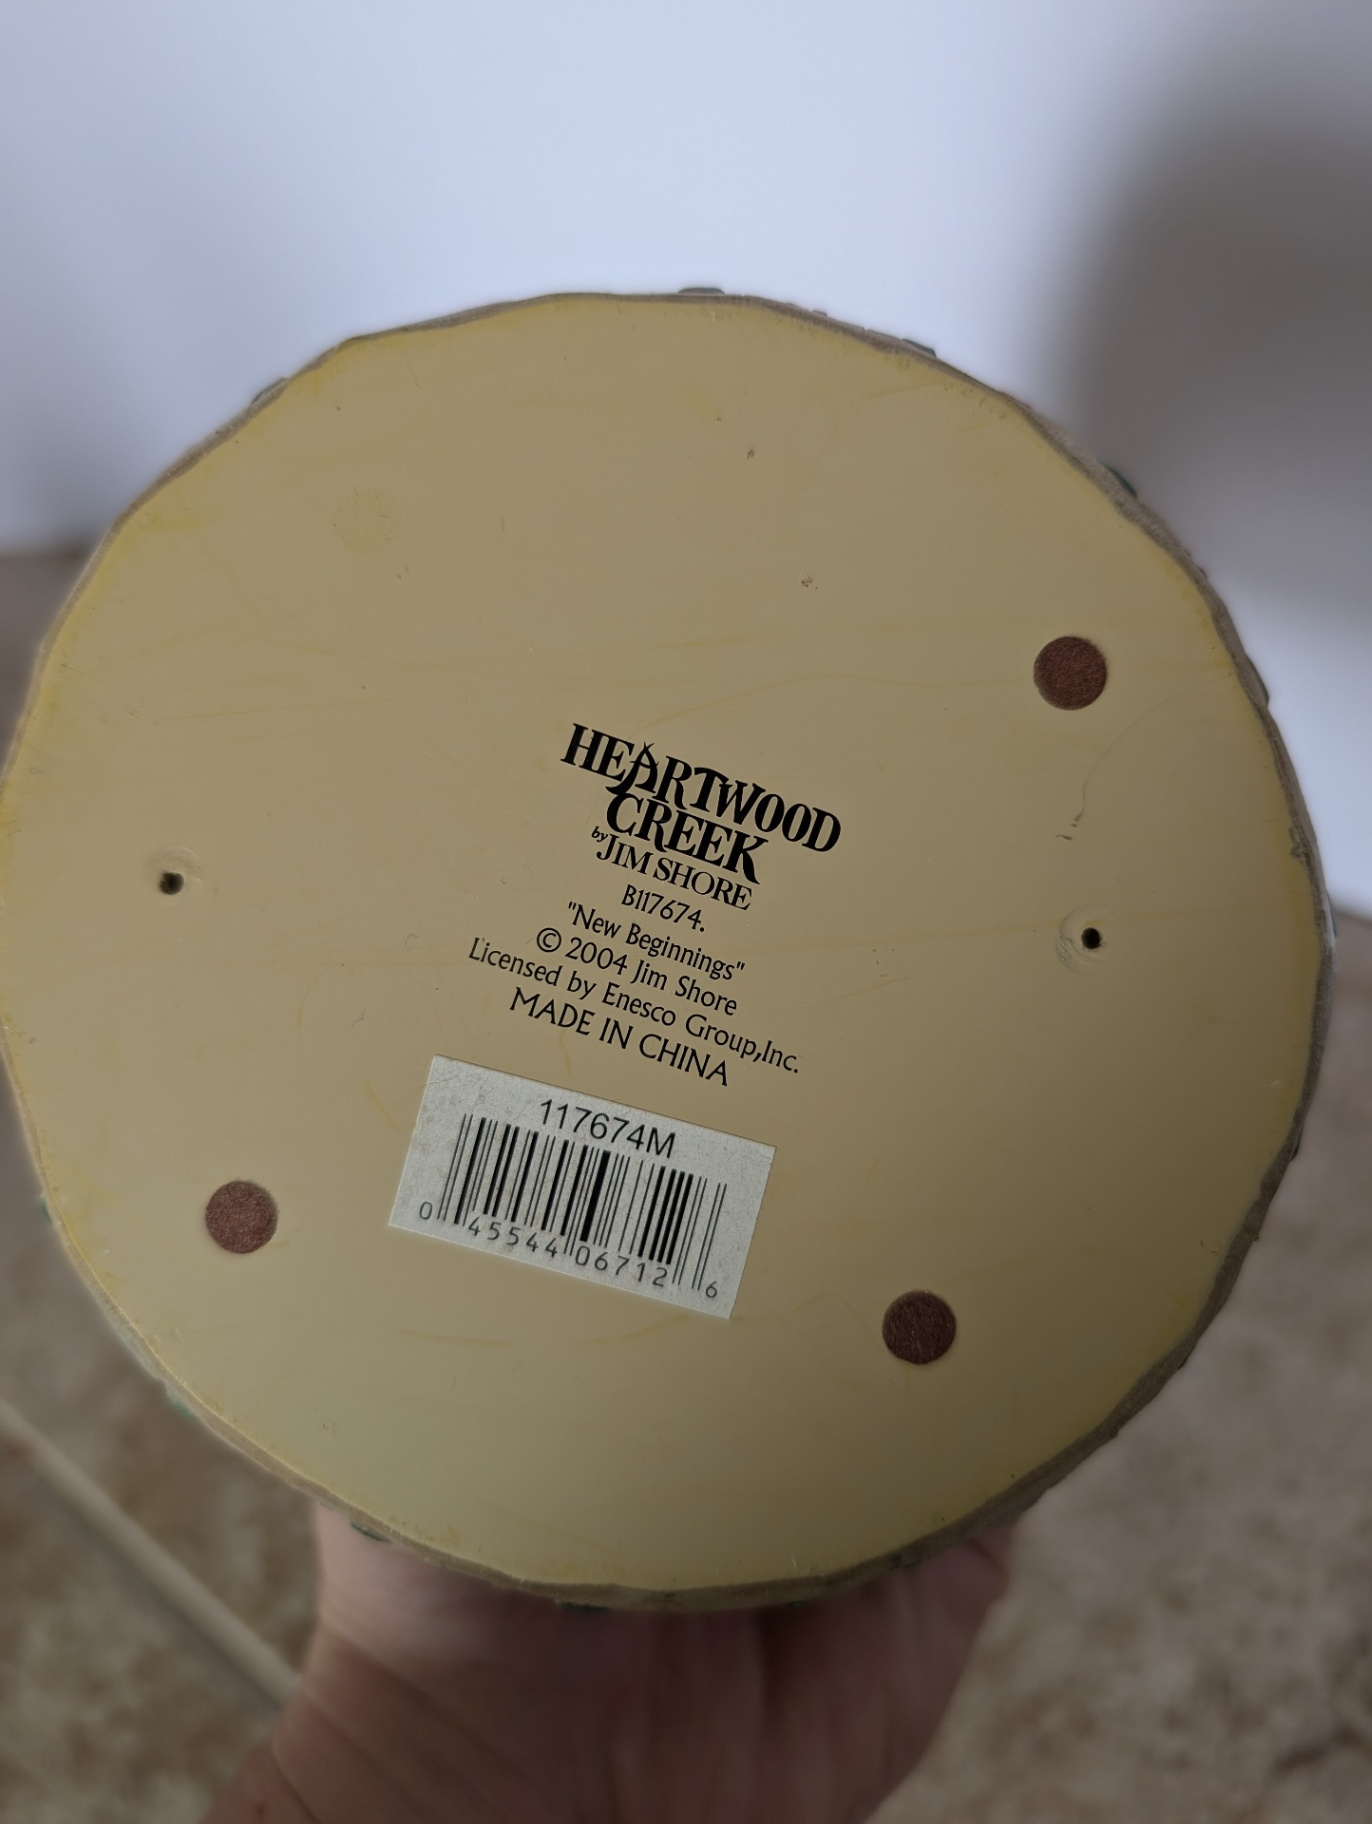 HEARTWOOD
CREEK
by JIM SHORE
B117674.
"New Beginnings"
© 2004 Jim Shore
Licensed by Enesco Group,Inc.
MADE IN CHINA
117674M
0 45544 06712 6